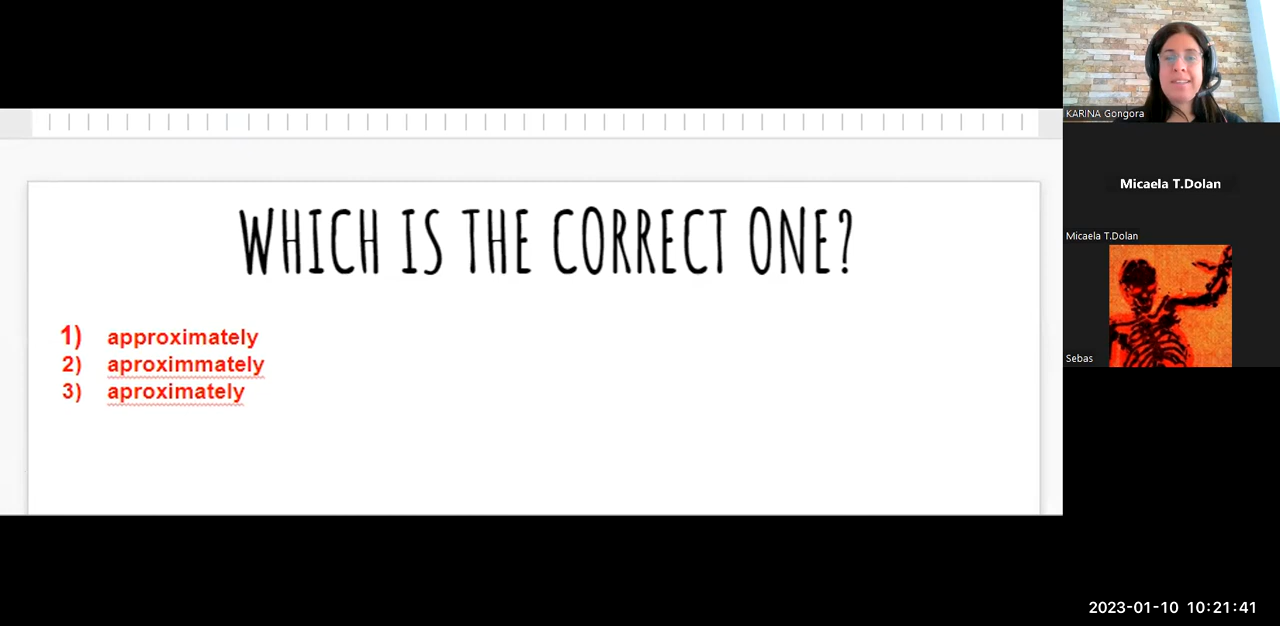 WHICH IS THE CORRECT ONE?
1) approximately
2) aproximmately
3) aproximately
KARINA Gongora
Micaela T.Dolan
Micaela T.Dolan
Sebas
2023-01-10 10:21:41